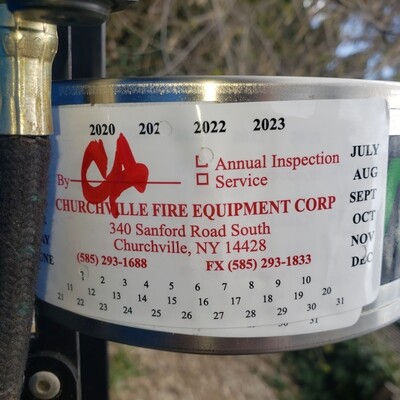 2020 202 2022 2023
JULY
AUG
SEPT
OCT
NOV
DEC
Annual Inspection
Service
By
CHURCHVILLE FIRE EQUIPMENT CORP
340 Sanford Road South
Churchville, NY 14428
(585) 293-1688 FX (585) 293-1833
1 2 3 4 5 6 7 8 9 10
11 12 13 14 15 16 17 18 19 20
21 22 23 24 25 26 27 28 29 30 31